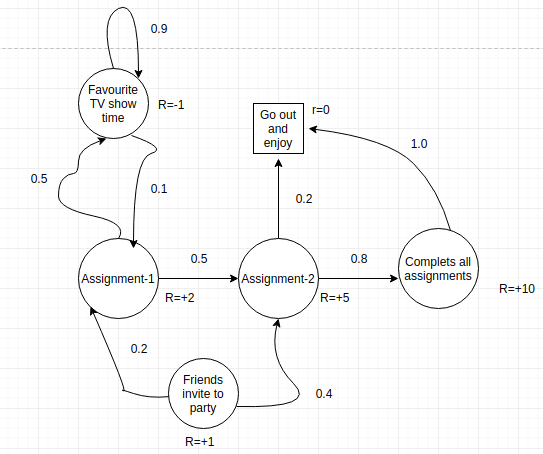 0.9
Favourite
TV show
time
R=-1
Go out
and
enjoy
r=0
1.0
0.5
0.1
0.2
Assignment-1
0.5
Assignment-2
0.8
Complets all
assignments
R=+2
R=+5
R=+10
0.2
Friends
invite to
party
0.4
R=+1